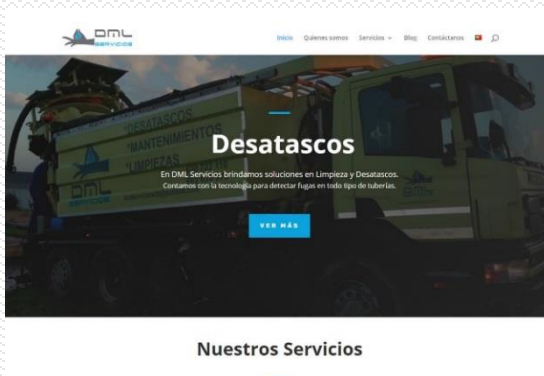 DML
SERVICIOS
Inicio Quienes somos Servicios Blog Contáctanos
*DESATASCOS
*MANTENIMIENTOS
*LIMPIEZAS
DML
SERVICIOS
Desatascos
En DML Servicios brindamos soluciones en Limpieza y Desatascos.
Contamos con la tecnología para detectar fugas en todo tipo de tuberías.
VER MÁS
Nuestros Servicios